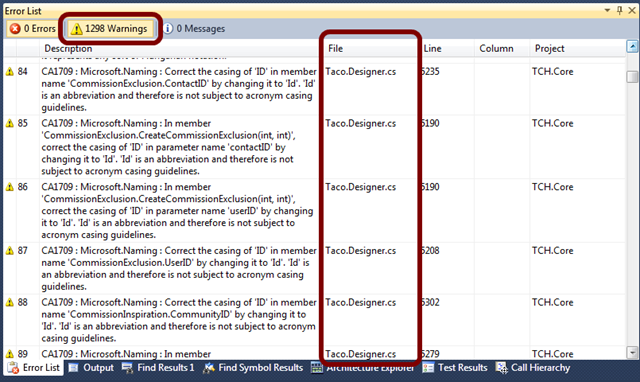 Error List
0 Errors
1298 Warnings
0 Messages
Description File Line Column Project
84 CA1709 : Microsoft.Naming : Correct the casing of 'ID' in member Taco.Designer.cs 5235 TCH.Core
name 'CommissionExclusion.ContactID' by changing it to 'Id'. 'Id'
is an abbreviation and therefore is not subject to acronym casing
guidelines.
85 CA1709 : Microsoft.Naming : In member Taco.Designer.cs 5190 TCH.Core
'CommissionExclusion.CreateCommissionExclusion(int, int)',
correct the casing of 'ID' in parameter name 'contactID' by
changing it to 'Id'. 'Id' is an abbreviation and therefore is not
subject to acronym casing guidelines.
86 CA1709 : Microsoft.Naming : In member Taco.Designer.cs 5190 TCH.Core
'CommissionExclusion.CreateCommissionExclusion(int, int)',
correct the casing of 'ID' in parameter name 'userID' by changing
it to 'Id'. 'Id' is an abbreviation and therefore is not subject to
acronym casing guidelines.
87 CA1709 : Microsoft.Naming : Correct the casing of 'ID' in member Taco.Designer.cs 5208 TCH.Core
name 'CommissionExclusion.UserID' by changing it to 'Id'. 'Id' is
an abbreviation and therefore is not subject to acronym casing
guidelines.
88 CA1709 : Microsoft.Naming : Correct the casing of 'ID' in member Taco.Designer.cs 5302 TCH.Core
name 'CommissionInspiration.CommunityID' by changing it to
'Id'. 'Id' is an abbreviation and therefore is not subject to
acronym casing guidelines.
89 CA1709 : Microsoft.Naming : In member Taco.Designer.cs 5279 TCH.Core
Error List Output Find Results 1 Find Symbol Results Architecture Explorer Test Results Call Hierarchy